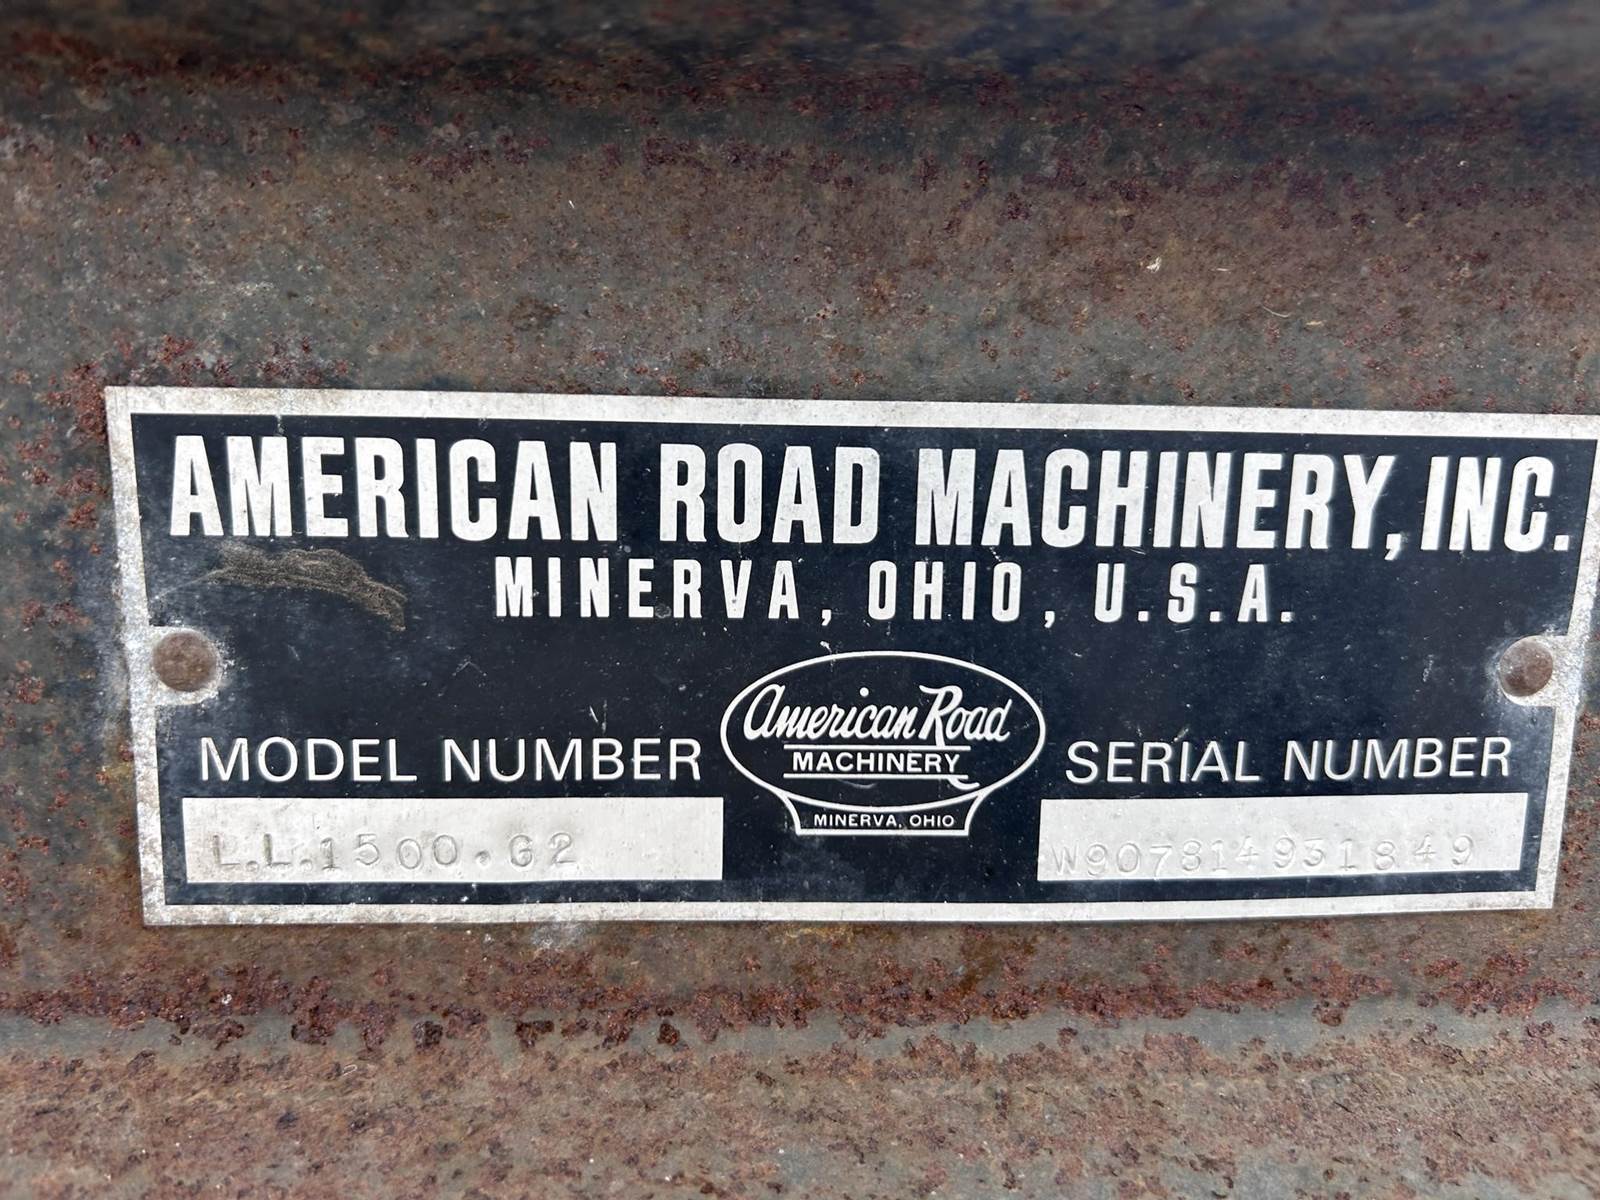 AMERICAN ROAD MACHINERY, INC.
MINERVA, OHIO, U.S.A.
MODEL NUMBER
L.L.1500.G2
American Road
MACHINERY
MINERVA, OHIO
SERIAL NUMBER
W907814931849